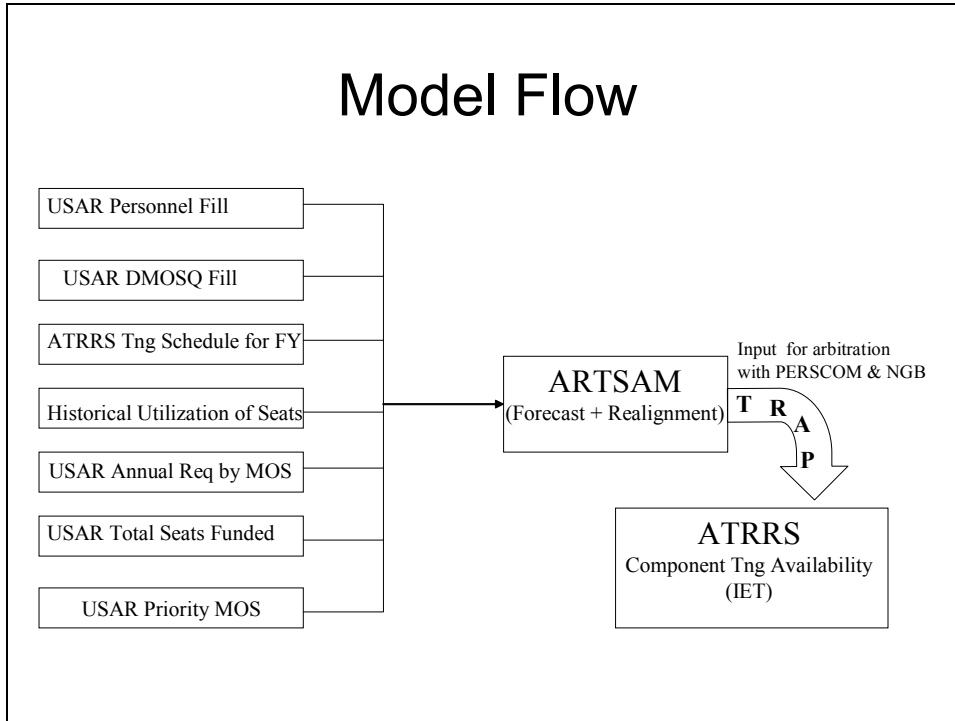 Model Flow
USAR Personnel Fill
USAR DMOSQ Fill
ATRRS Tng Schedule for FY
Historical Utilization of Seats
USAR Annual Req by MOS
USAR Total Seats Funded
USAR Priority MOS
ARTSAM
(Forecast + Realignment)
Input for arbitration
with PERSCOM & NGB
T R A P
ATRRS
Component Tng Availability
(IET)